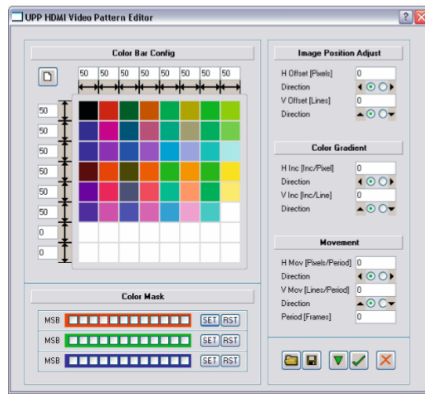 UPP HDMI Video Pattern Editor
Color Bar Config
50 50 50 50 50 50 50 50
50
50
50
50
50
50
0
0
Color Mask
MSB SET RST
MSB SET RST
MSB SET RST
Image Position Adjust
H Offset [Pixels] 0
Direction
V Offset [Lines] 0
Direction
Color Gradient
H Inc [Inc/Pixel] 0
Direction
V Inc [Inc/Line] 0
Direction
Movement
H Mov [Pixels/Period] 0
Direction
V Mov [Lines/Period] 0
Direction
Period [Frames] 0